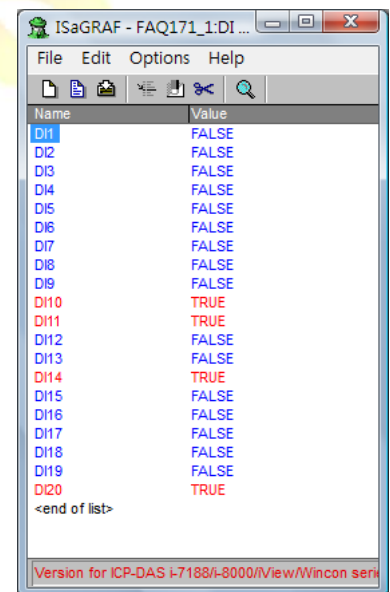 ISaGRAF - FAQ171_1:DI ...
File Edit Options Help
Name Value
DI1 FALSE
DI2 FALSE
DI3 FALSE
DI4 FALSE
DI5 FALSE
DI6 FALSE
DI7 FALSE
DI8 FALSE
DI9 FALSE
DI10 TRUE
DI11 TRUE
DI12 FALSE
DI13 FALSE
DI14 TRUE
DI15 FALSE
DI16 FALSE
DI17 FALSE
DI18 FALSE
DI19 FALSE
DI20 TRUE
<end of list>
Version for ICP-DAS i-7188/i-8000/iView/Wincon seri